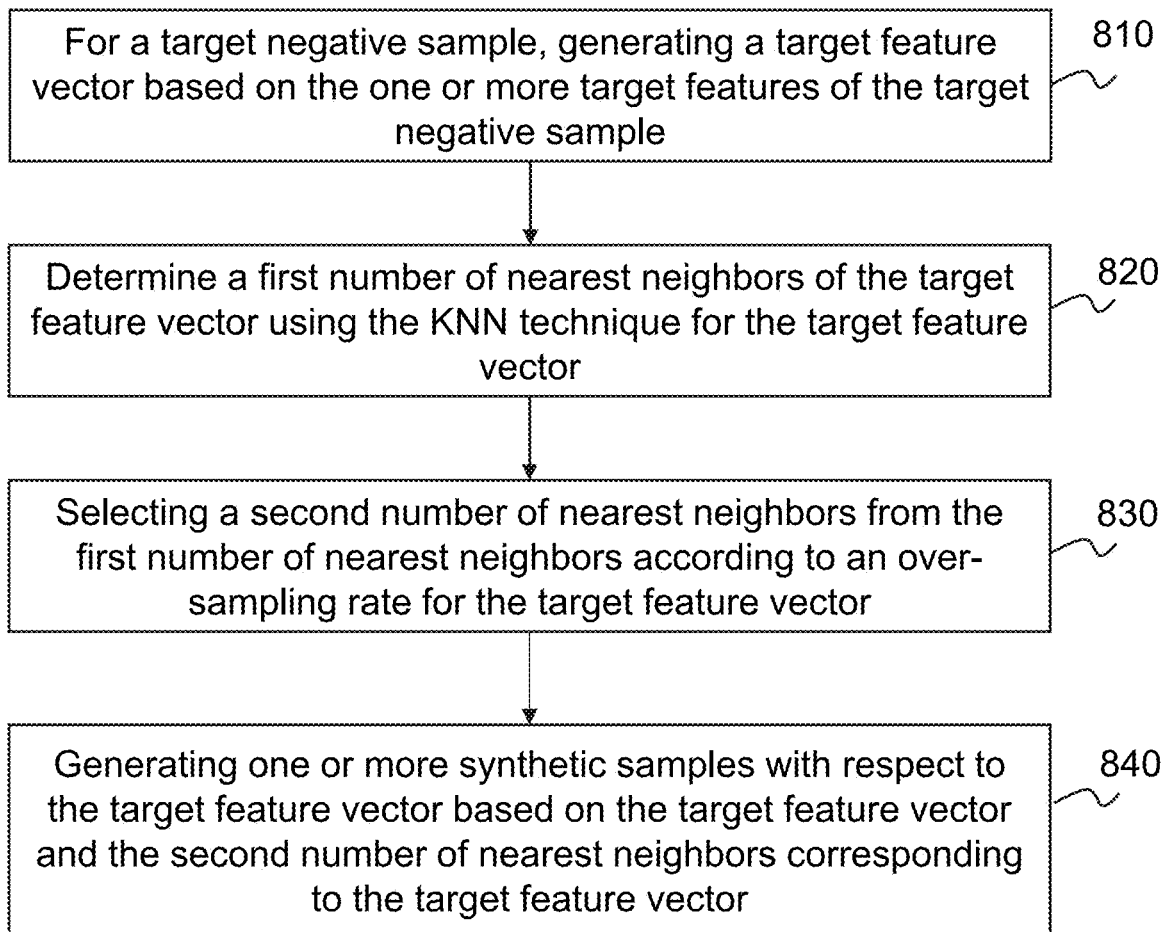 For a target negative sample, generating a target feature
vector based on the one or more target features of the target
negative sample
810
Determine a first number of nearest neighbors of the target
feature vector using the KNN technique for the target feature
vector
820
Selecting a second number of nearest neighbors from the
first number of nearest neighbors according to an over-
sampling rate for the target feature vector
830
Generating one or more synthetic samples with respect to
the target feature vector based on the target feature vector
and the second number of nearest neighbors corresponding
to the target feature vector
840